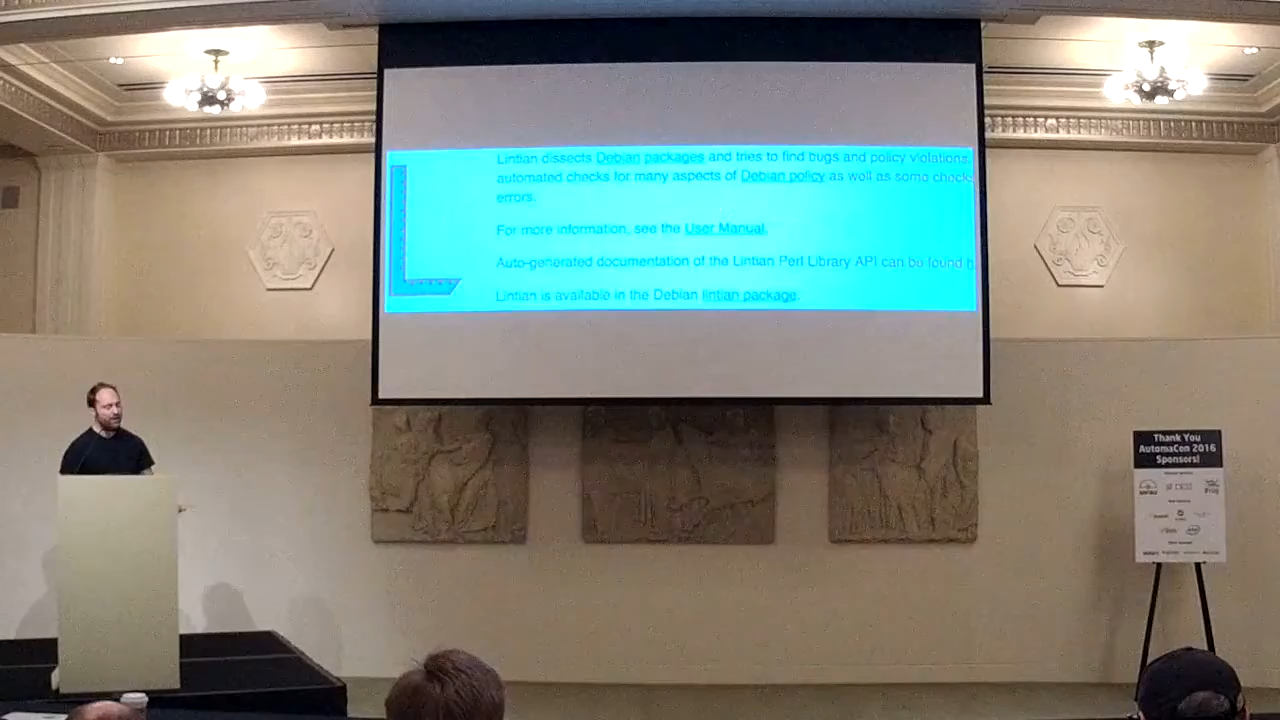 Lintian dissects Debian packages and tries to find bugs and policy violations.
automated checks for many aspects of Debian policy as well as some checks
errors.
For more information, see the User Manual.
Auto-generated documentation of the Lintian Perl Library API can be found
Lintian is available in the Debian lintian package.
Thank You
AutomaCon 2016
Sponsors!